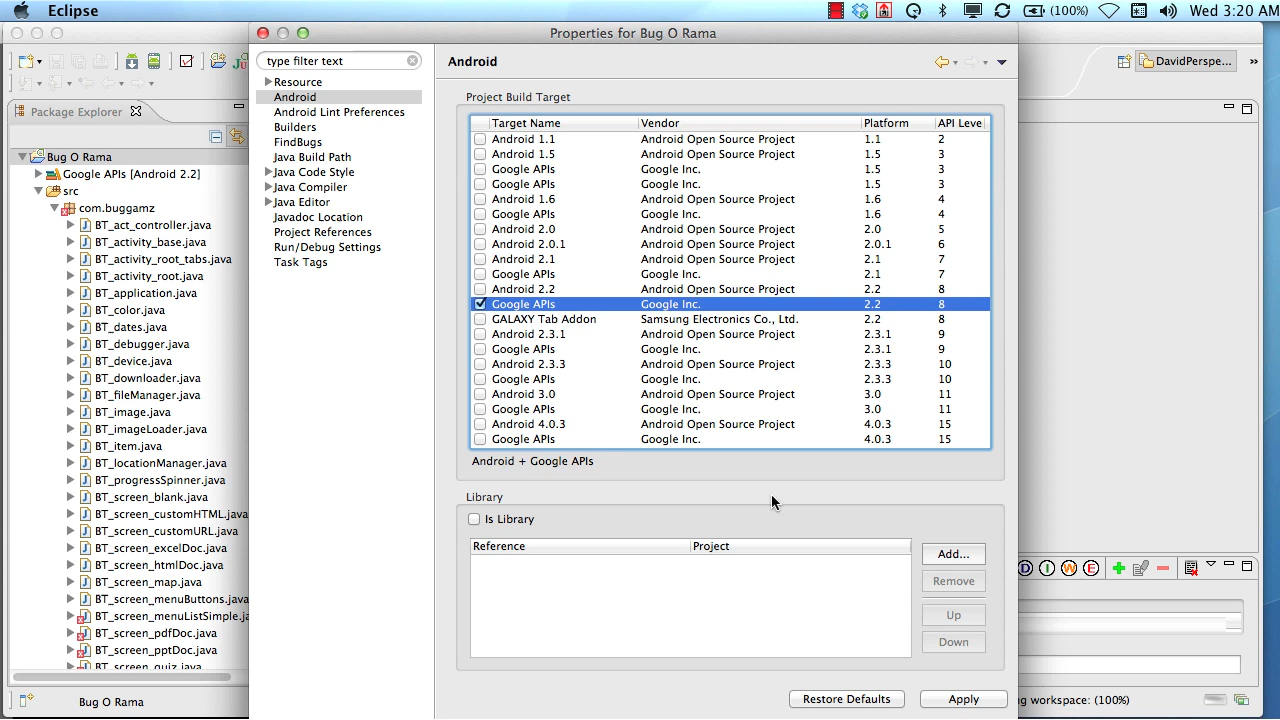 Eclipse (100%) Wed 3:20 AM
Properties for Bug O Rama
type filter text
Android
DavidPerspe... »
Package Explorer
Bug O Rama
Google APIs [Android 2.2]
src
com.buggamz
BT_act_controller.java
BT_activity_base.java
BT_activity_root_tabs.java
BT_activity_root.java
BT_application.java
BT_color.java
BT_dates.java
BT_debugger.java
BT_device.java
BT_downloader.java
BT_fileManager.java
BT_image.java
BT_imageLoader.java
BT_item.java
BT_locationManager.java
BT_progressSpinner.java
BT_screen_blank.java
BT_screen_customHTML.java
BT_screen_customURL.java
BT_screen_excelDoc.java
BT_screen_htmlDoc.java
BT_screen_map.java
BT_screen_menuButtons.java
BT_screen_menuListSimple.ja
BT_screen_pdfDoc.java
BT_screen_pptDoc.java
BT_screen_quiz.java
Bug O Rama
Resource
Android
Android Lint Preferences
Builders
FindBugs
Java Build Path
Java Code Style
Java Compiler
Java Editor
Javadoc Location
Project References
Run/Debug Settings
Task Tags
Project Build Target
Target Name Vendor Platform API Leve
Android 1.1 Android Open Source Project 1.1 2
Android 1.5 Android Open Source Project 1.5 3
Google APIs Google Inc. 1.5 3
Google APIs Google Inc. 1.5 3
Android 1.6 Android Open Source Project 1.6 4
Google APIs Google Inc. 1.6 4
Android 2.0 Android Open Source Project 2.0 5
Android 2.0.1 Android Open Source Project 2.0.1 6
Android 2.1 Android Open Source Project 2.1 7
Google APIs Google Inc. 2.1 7
Android 2.2 Android Open Source Project 2.2 8
Google APIs Google Inc. 2.2 8
GALAXY Tab Addon Samsung Electronics Co., Ltd. 2.2 8
Android 2.3.1 Android Open Source Project 2.3.1 9
Google APIs Google Inc. 2.3.1 9
Android 2.3.3 Android Open Source Project 2.3.3 10
Google APIs Google Inc. 2.3.3 10
Android 3.0 Android Open Source Project 3.0 11
Google APIs Google Inc. 3.0 11
Android 4.0.3 Android Open Source Project 4.0.3 15
Google APIs Google Inc. 4.0.3 15
Android + Google APIs
Library
Is Library
Reference Project
Add...
Remove
Up
Down
Restore Defaults Apply
D I W E
ng workspace: (100%)